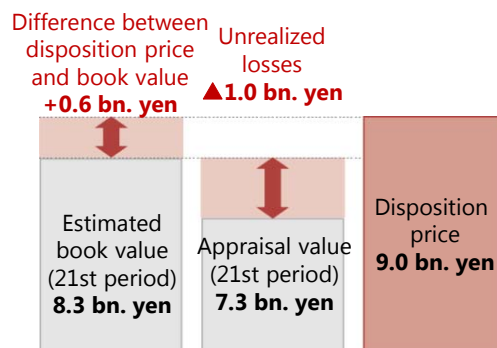 Difference between
disposition price
and book value
+0.6 bn. yen
Unrealized
losses
▲1.0 bn. yen
Estimated
book value
(21st period)
8.3 bn. yen
Appraisal value
(21st period)
7.3 bn. yen
Disposition
price
9.0 bn. yen